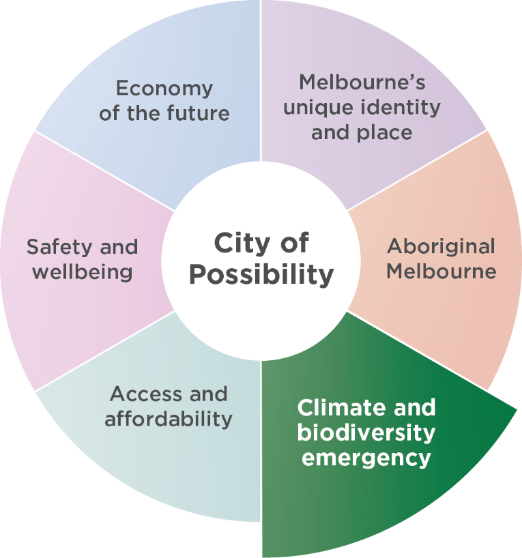 Economy
of the future
Melbourne's
unique identity
and place
Safety and
wellbeing
City of
Possibility
Aboriginal
Melbourne
Access and
affordability
Climate and
biodiversity
emergency